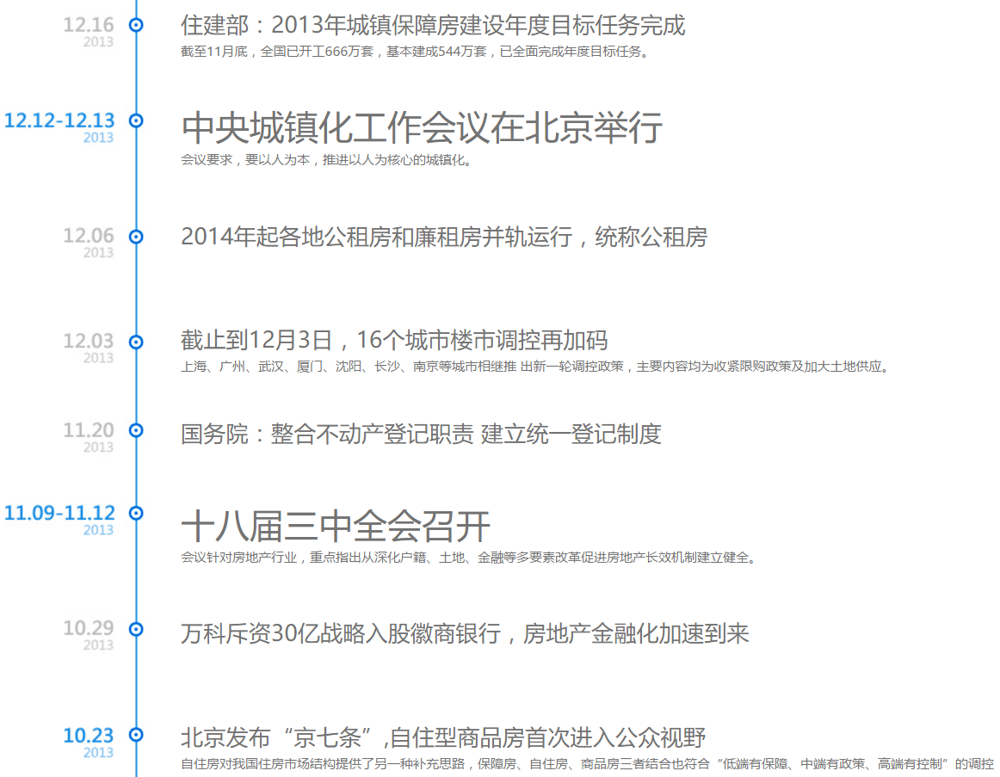 12.16
2013
住建部：2013年城镇保障房建设年度目标任务完成
截至11月底，全国已开工666万套，基本建成544万套，已全面完成年度目标任务。
12.12-12.13
2013
中央城镇化工作会议在北京举行
会议要求，要以人为本，推进以人为核心的城镇化。
12.06
2013
2014年起各地公租房和廉租房并轨运行，统称公租房
12.03
2013
截止到12月3日，16个城市楼市调控再加码
上海、广州、武汉、厦门、沈阳、长沙、南京等城市相继推 出新一轮调控政策，主要内容均为收紧限购政策及加大土地供应。
11.20
2013
国务院：整合不动产登记职责 建立统一登记制度
11.09-11.12
2013
十八届三中全会召开
会议针对房地产行业，重点指出从深化户籍、土地、金融等多要素改革促进房地产长效机制建立健全。
10.29
2013
万科斥资30亿战略入股徽商银行，房地产金融化加速到来
10.23
2013
北京发布“京七条”,自住型商品房首次进入公众视野
自住房对我国住房市场结构提供了另一种补充思路，保障房、自住房、商品房三者结合也符合“低端有保障、中端有政策、高端有控制”的调控